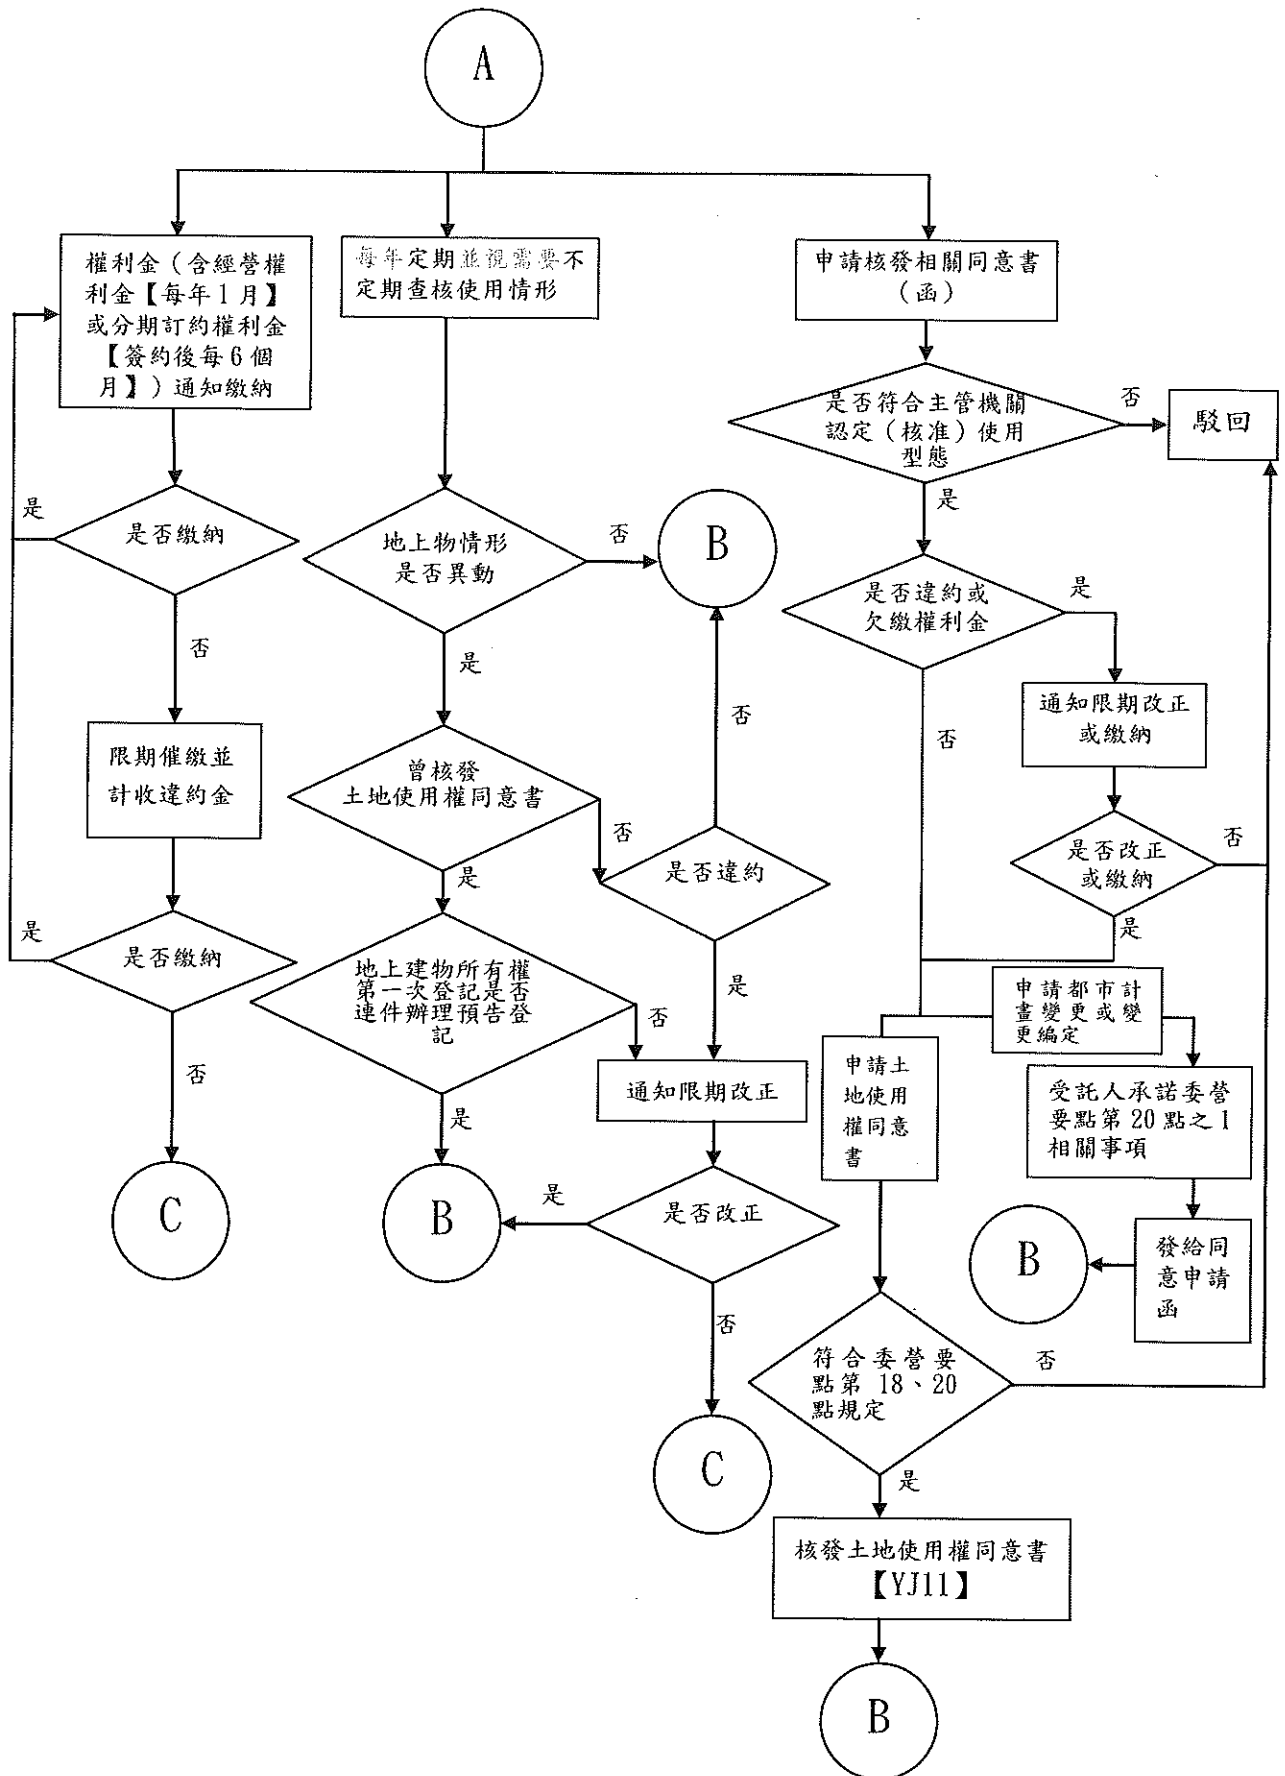 A
權利金（含經營權
利金【每年1月】
或分期訂約權利金
【簽約後每6個
月】）通知繳納
是否繳納
是
否
限期催繳並
計收違約金
是否繳納
是
否
C
每年定期並視需要不
定期查核使用情形
地上物情形
是否異動
否
B
是
曾核發
土地使用權同意書
否
是否違約
否
是
是
地上建物所有權
第一次登記是否
連件辦理預告登
記
否
是
通知限期改正
是否改正
是
B
否
C
申請核發相關同意書
（函）
是否符合主管機關
認定（核准）使用
型態
否
駁回
是
是否違約或
欠繳權利金
是
通知限期改正
或繳納
是否改正
或繳納
否
是
否
申請土
地使用
權同意
書
申請都市計
畫變更或變
更編定
受託人承諾委營
要點第20點之1
相關事項
發給同
意申請
函
B
符合委營要
點第 18、20
點規定
否
是
核發土地使用權同意書
【YJ11】
B